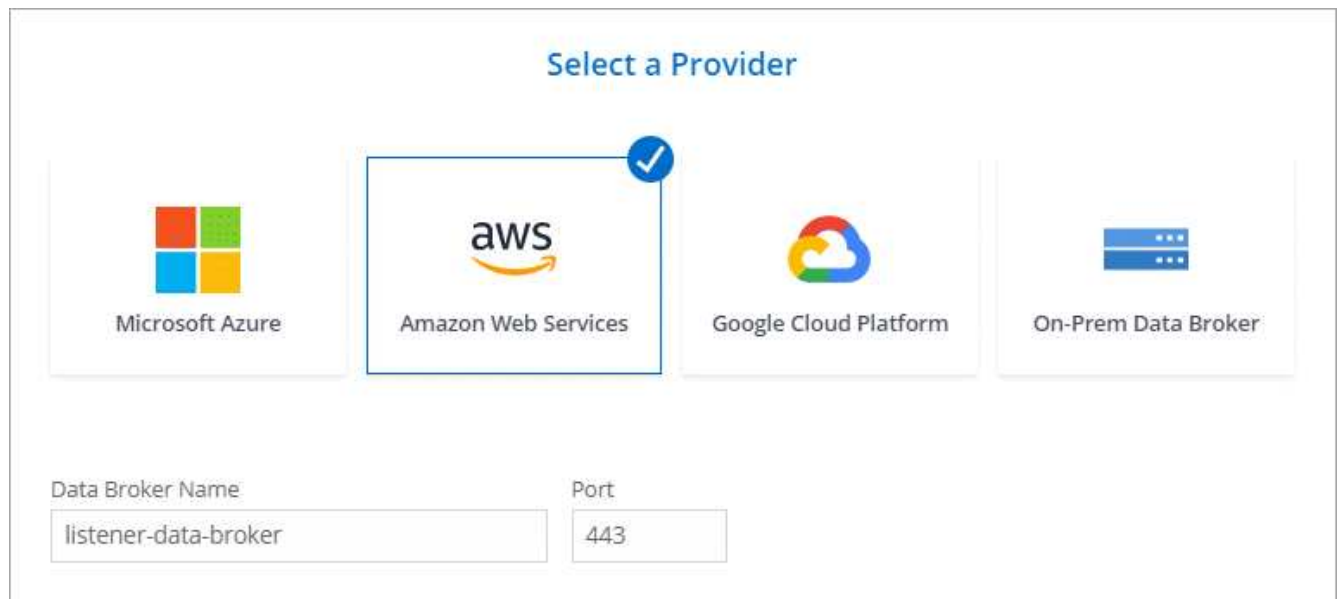 Select a Provider
aws
Microsoft Azure
Amazon Web Services
Google Cloud Platform
On-Prem Data Broker
Data Broker Name
Port
listener-data-broker
443